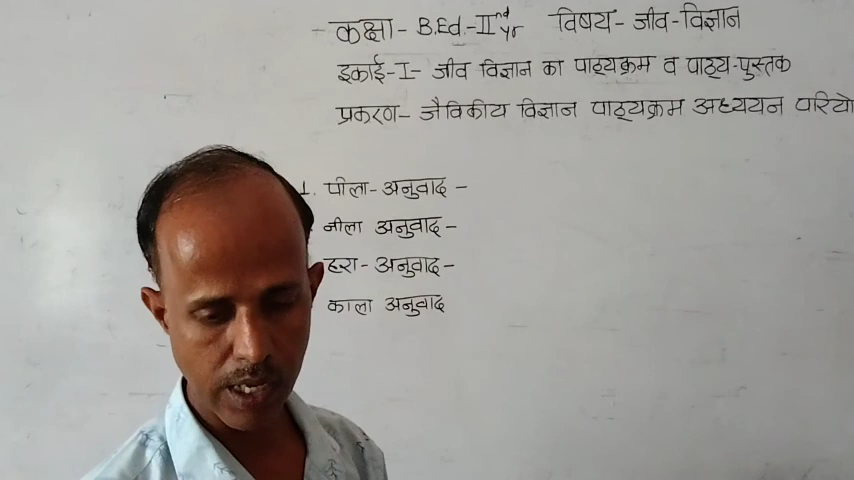 कक्षा - B.Ed.-IInd yr विषय - जीव-विज्ञान
इकाई-I- जीव विज्ञान का पाठ्यक्रम व पाठ्य-पुस्तक
प्रकरण- जैविकीय विज्ञान पाठ्यक्रम अध्ययन परियो
1. पीला-अनुवाद -
नीला अनुवाद -
हरा-अनुवाद-
काला अनुवाद